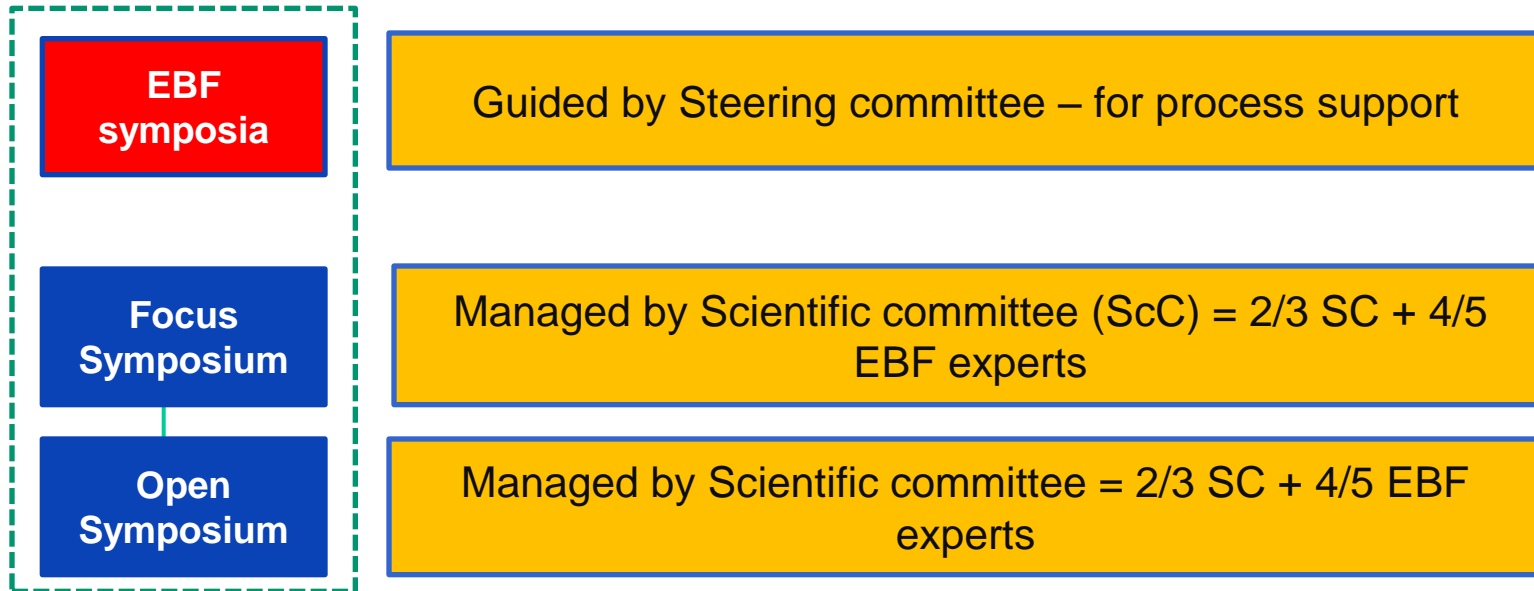 EBF
symposia
Guided by Steering committee – for process support
Focus
Symposium
Managed by Scientific committee (ScC) = 2/3 SC + 4/5
EBF experts
Open
Symposium
Managed by Scientific committee = 2/3 SC + 4/5 EBF
experts